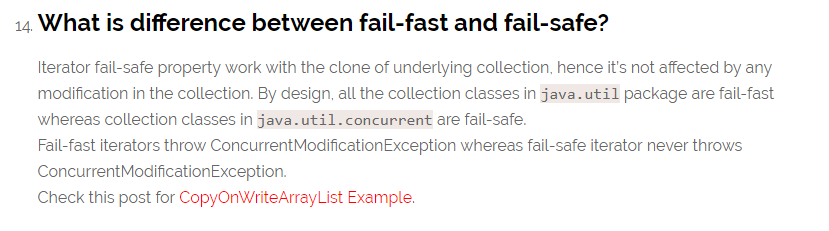 14. What is difference between fail-fast and fail-safe?
Iterator fail-safe property work with the clone of underlying collection, hence it's not affected by any
modification in the collection. By design, all the collection classes in java.util package are fail-fast
whereas collection classes in java.util.concurrent are fail-safe.
Fail-fast iterators throw ConcurrentModificationException whereas fail-safe iterator never throws
ConcurrentModificationException.
Check this post for CopyOnWriteArrayList Example.